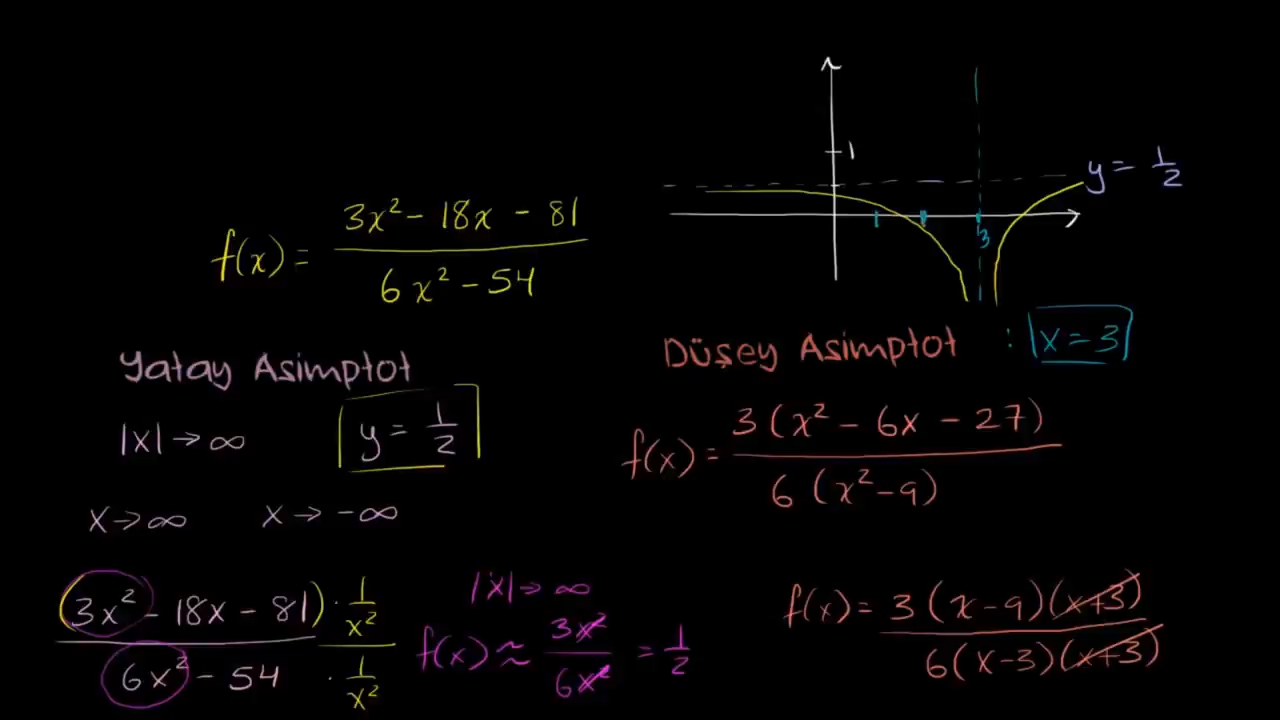 1
y = 1/2
3
f(x) = (3x² - 18x - 81) / (6x² - 54)
Yatay Asimptot
|x| → ∞
y = 1/2
x → ∞ x → -∞
(3x² - 18x - 81) · 1/x²
6x² - 54 · 1/x²
|x| → ∞
f(x) ≈ 3x²/6x² = 1/2
Düşey Asimptot : x = 3
f(x) = 3(x² - 6x - 27) / 6(x² - 9)
f(x) = 3(x-9)(x+3) / 6(x-3)(x+3)